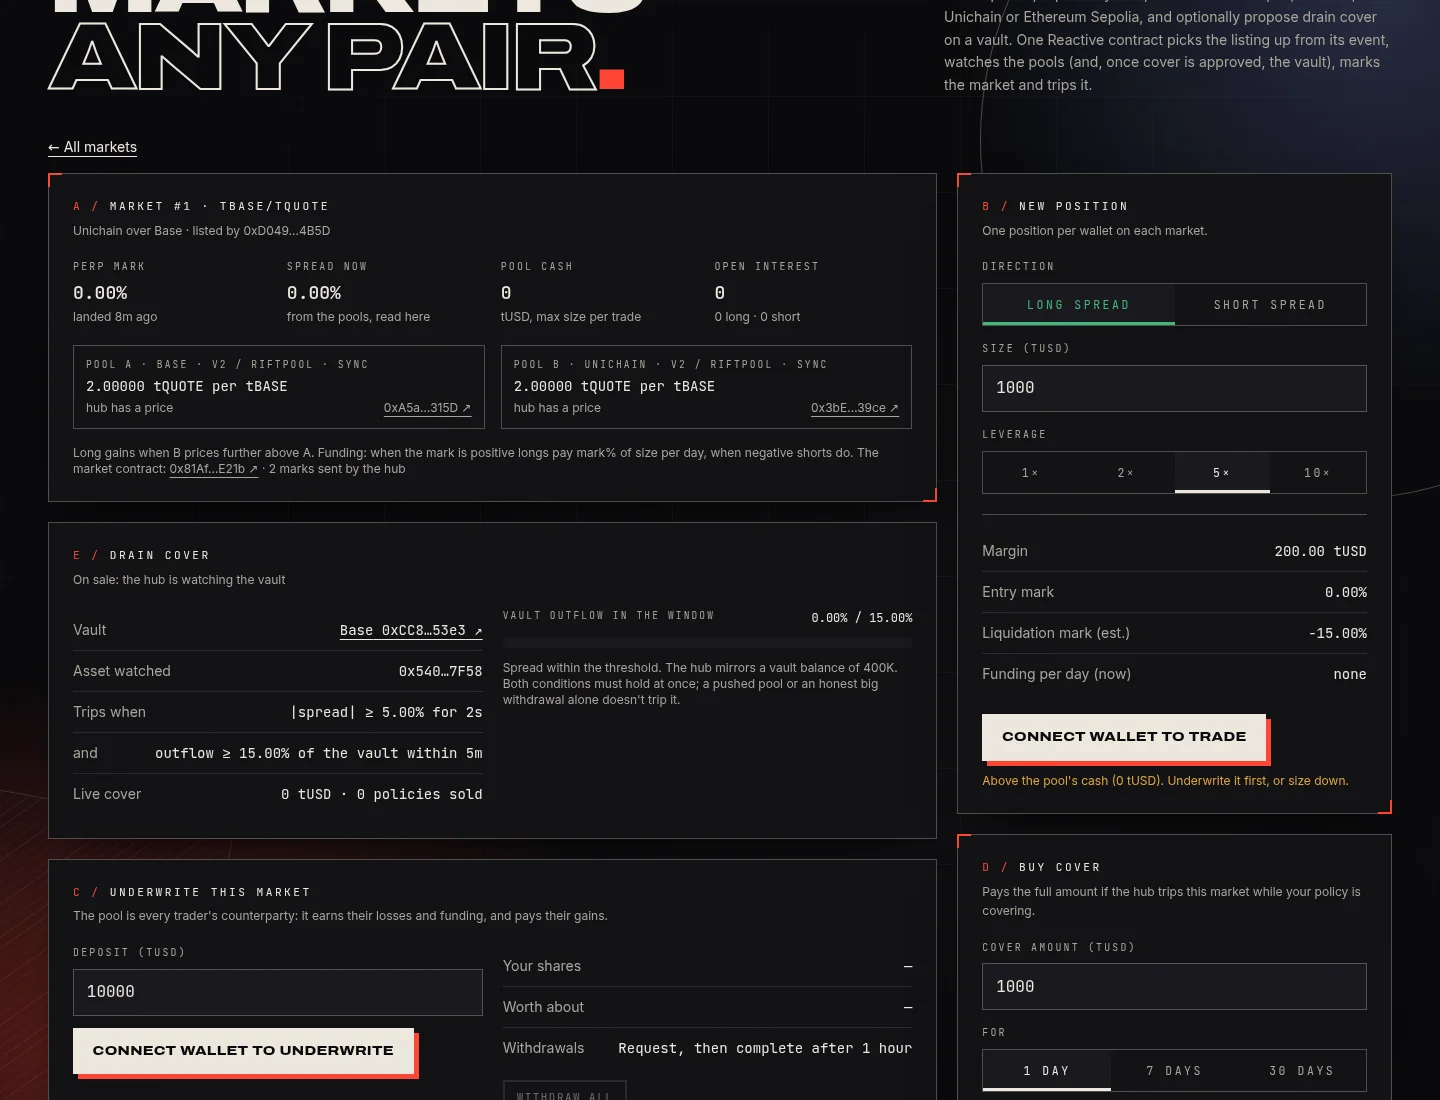 MARKETS
ANY PAIR.
Unichain or Ethereum Sepolia, and optionally propose drain cover
on a vault. One Reactive contract picks the listing up from its event,
watches the pools (and, once cover is approved, the vault), marks
the market and trips it.
← All markets
A / MARKET #1 · TBASE/TQUOTE
Unichain over Base · listed by 0xD049…4B5D
PERP MARK
0.00%
landed 8m ago
SPREAD NOW
0.00%
from the pools, read here
POOL CASH
0
tUSD, max size per trade
OPEN INTEREST
0
0 long · 0 short
POOL A · BASE · V2 / RIFTPOOL · SYNC
2.00000 tQUOTE per tBASE
hub has a price
0xA5a…315D ↗
POOL B · UNICHAIN · V2 / RIFTPOOL · SYNC
2.00000 tQUOTE per tBASE
hub has a price
0x3bE…39ce ↗
Long gains when B prices further above A. Funding: when the mark is positive longs pay mark% of size per day, when negative shorts do. The
market contract: 0x81Af…E21b ↗ · 2 marks sent by the hub
B / NEW POSITION
One position per wallet on each market.
DIRECTION
LONG SPREAD
SHORT SPREAD
SIZE (TUSD)
1000
LEVERAGE
1×
2×
5×
10×
Margin
200.00 tUSD
Entry mark
0.00%
Liquidation mark (est.)
-15.00%
Funding per day (now)
none
CONNECT WALLET TO TRADE
Above the pool's cash (0 tUSD). Underwrite it first, or size down.
E / DRAIN COVER
On sale: the hub is watching the vault
Vault
Base 0xCC8…53e3 ↗
Asset watched
0x540…7F58
Trips when
|spread| ≥ 5.00% for 2s
and
outflow ≥ 15.00% of the vault within 5m
Live cover
0 tUSD · 0 policies sold
VAULT OUTFLOW IN THE WINDOW
0.00% / 15.00%
Spread within the threshold. The hub mirrors a vault balance of 400K.
Both conditions must hold at once; a pushed pool or an honest big
withdrawal alone doesn't trip it.
C / UNDERWRITE THIS MARKET
The pool is every trader's counterparty: it earns their losses and funding, and pays their gains.
DEPOSIT (TUSD)
10000
CONNECT WALLET TO UNDERWRITE
Your shares
—
Worth about
—
Withdrawals
Request, then complete after 1 hour
WITHDRAW ALL
D / BUY COVER
Pays the full amount if the hub trips this market while your policy is
covering.
COVER AMOUNT (TUSD)
1000
FOR
1 DAY
7 DAYS
30 DAYS